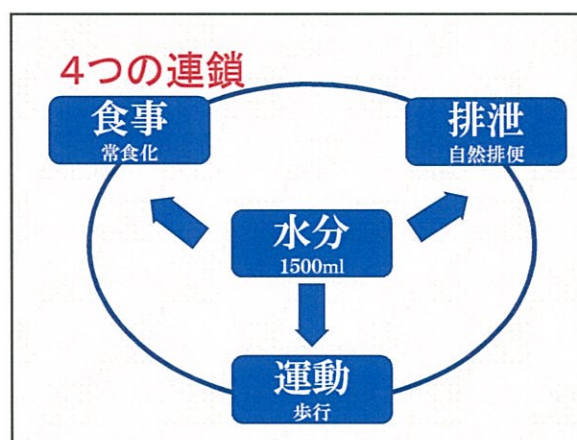 4つの連鎖
食事
常食化
排泄
自然排便
水分
1500ml
運動
歩行